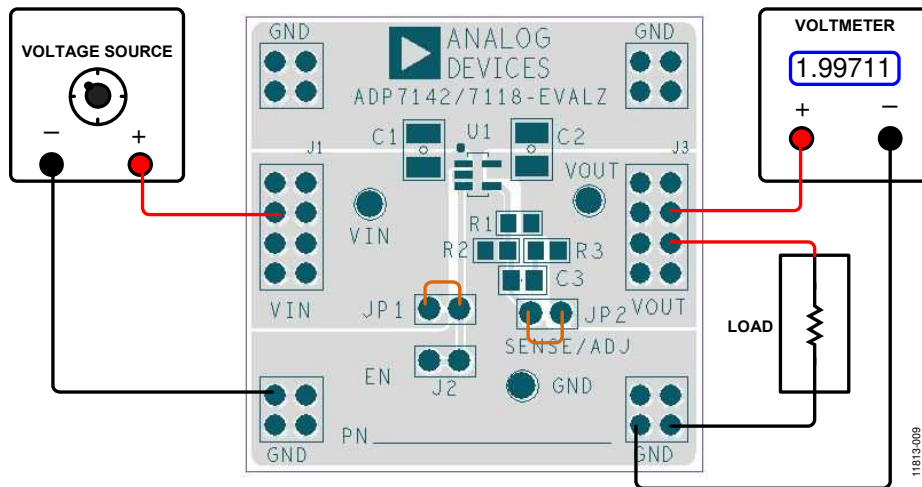 VOLTAGE SOURCE
−
+
GND
ANALOG
DEVICES
ADP7142/7118-EVALZ
GND
VOLTMETER
1.99711
+
−
J1
C1
U1
C2
VOUT
J3
VIN
R1
R2
R3
C3
VIN
JP1
JP2
VOUT
SENSE/ADJ
LOAD
EN
J2
GND
PN
GND
GND
11813-009